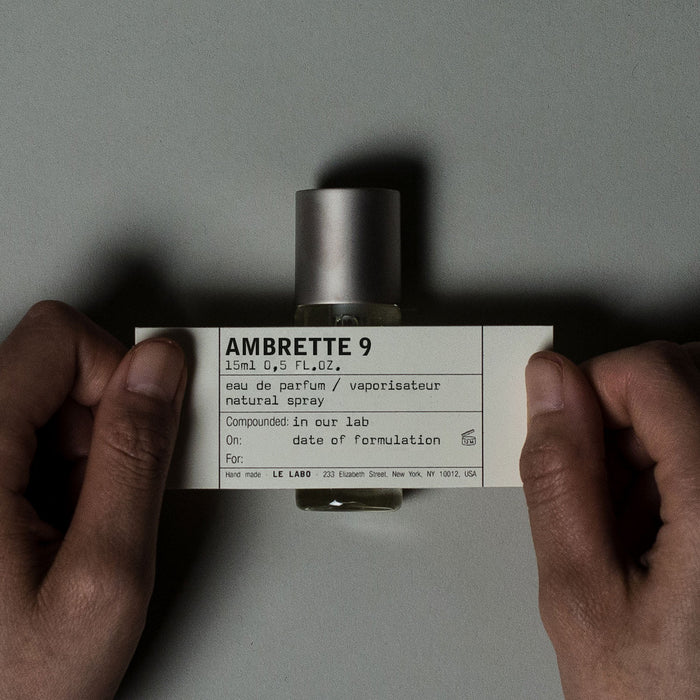 AMBRETTE 9
15ml 0,5 FL.OZ.
eau de parfum / vaporisateur
natural spray
Compounded: in our lab
On: date of formulation
12 M
For:
Hand made - LE LABO - 233 Elizabeth Street, New York, NY 10012, USA